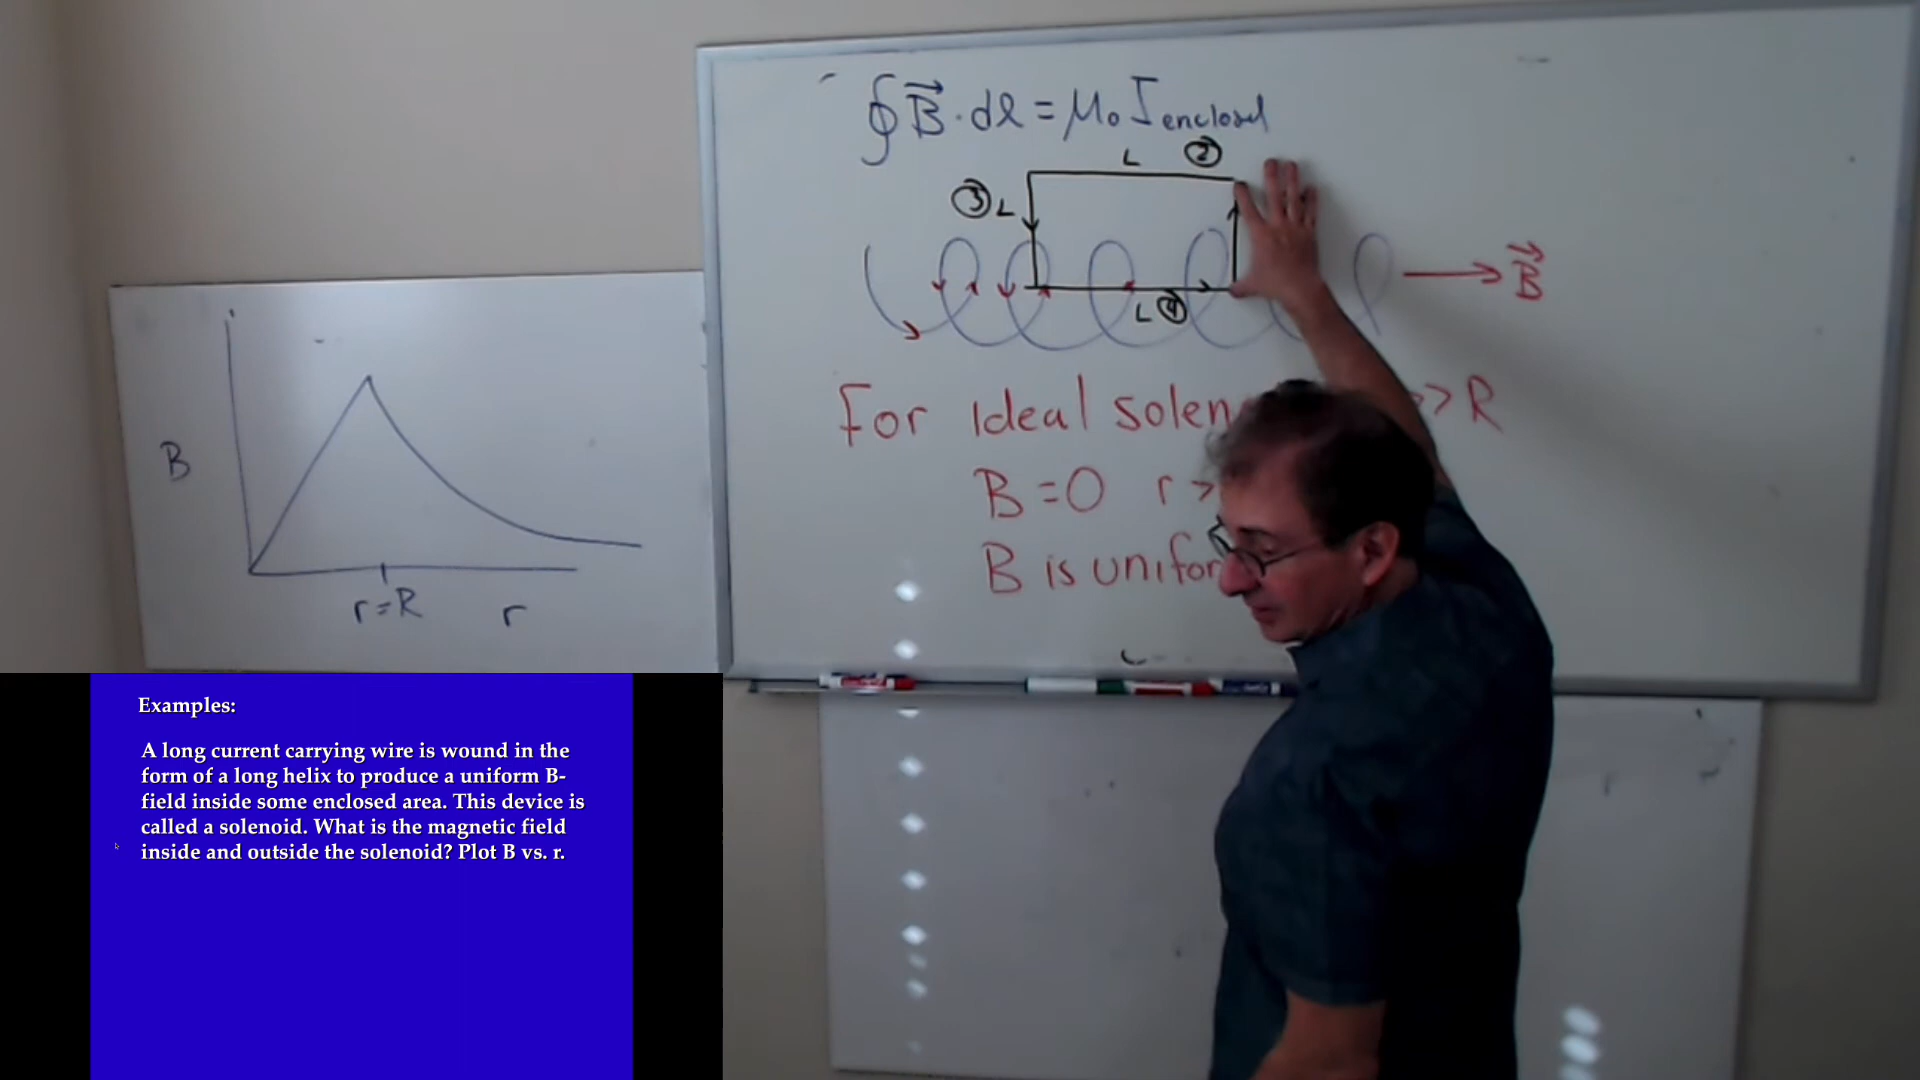 ∮B⃗·dl = μ₀ I enclosed
L ②
③ L
L ④
B⃗
For Ideal solen >> R
B = 0 r >
B is unifor
B
r = R r
Examples:
A long current carrying wire is wound in the
form of a long helix to produce a uniform B-
field inside some enclosed area. This device is
called a solenoid. What is the magnetic field
inside and outside the solenoid? Plot B vs. r.